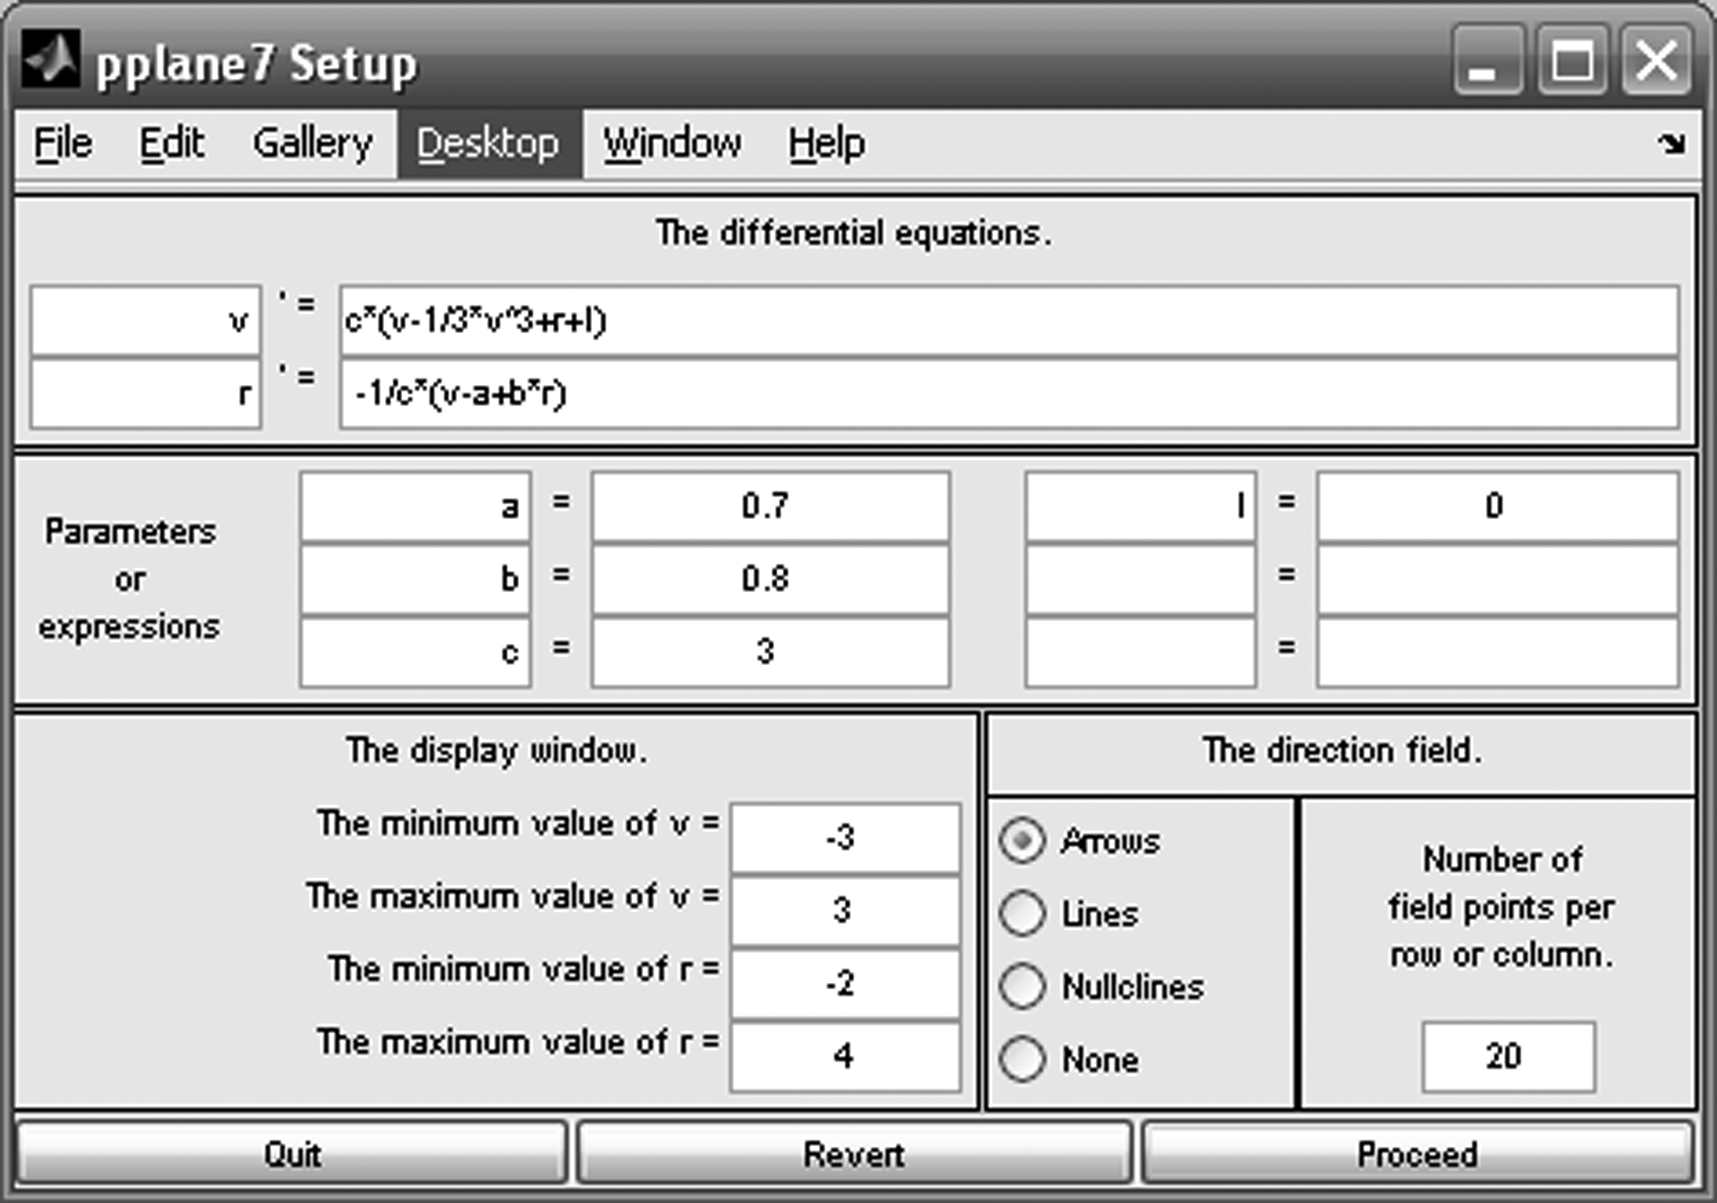 pplane7 Setup
File Edit Gallery Desktop Window Help
The differential equations.
v ' = c*(v-1/3*v^3+r+I)
r ' = -1/c*(v-a+b*r)
Parameters
or
expressions
a = 0.7 I = 0
b = 0.8 =
c = 3 =
The display window.
The minimum value of v = -3
The maximum value of v = 3
The minimum value of r = -2
The maximum value of r = 4
The direction field.
Arrows
Lines
Nullclines
None
Number of
field points per
row or column.
20
Quit Revert Proceed